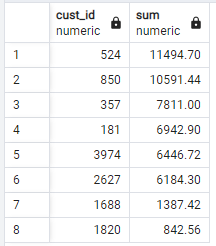 cust_id sum
numeric numeric
1 524 11494.70
2 850 10591.44
3 357 7811.00
4 181 6942.90
5 3974 6446.72
6 2627 6184.30
7 1688 1387.42
8 1820 842.56